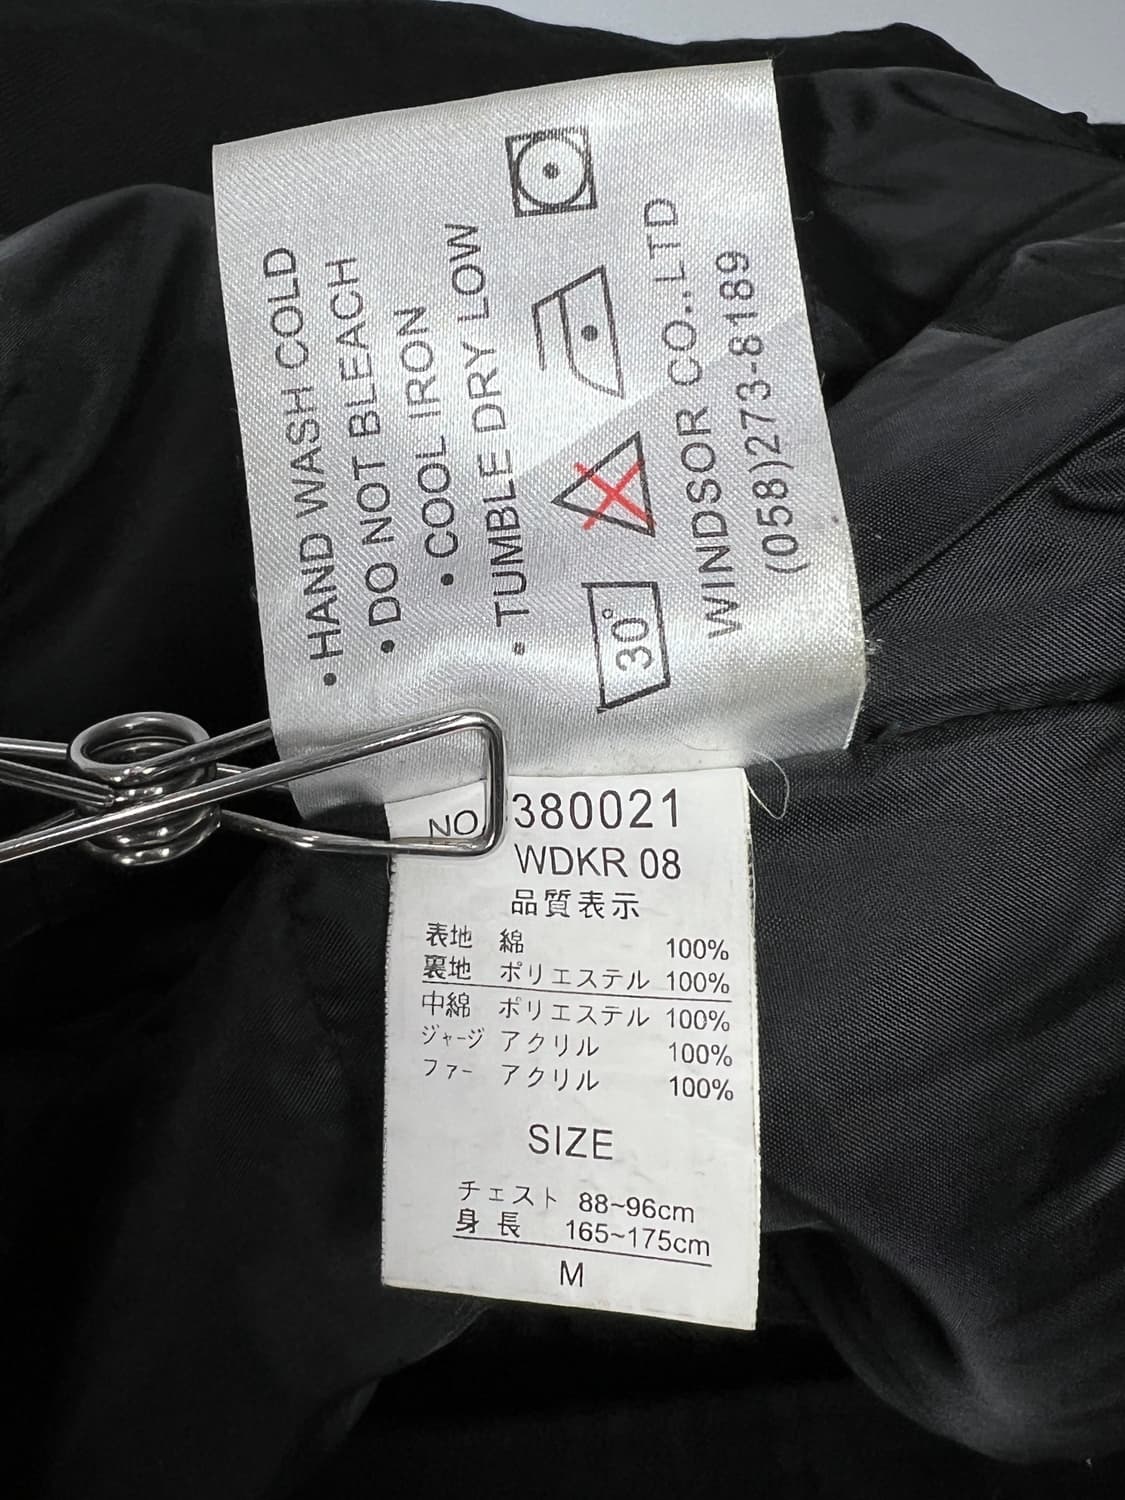 • HAND WASH COLD
• DO NOT BLEACH
• COOL IRON
• TUMBLE DRY LOW
30°
WINDSOR CO.,LTD
(058)273-8189
NO 380021
WDKR 08
品質表示
表地 綿 100%
裏地 ポリエステル 100%
中綿 ポリエステル 100%
ジャージ アクリル 100%
ファー アクリル 100%
SIZE
チェスト 88~96cm
身長 165~175cm
M